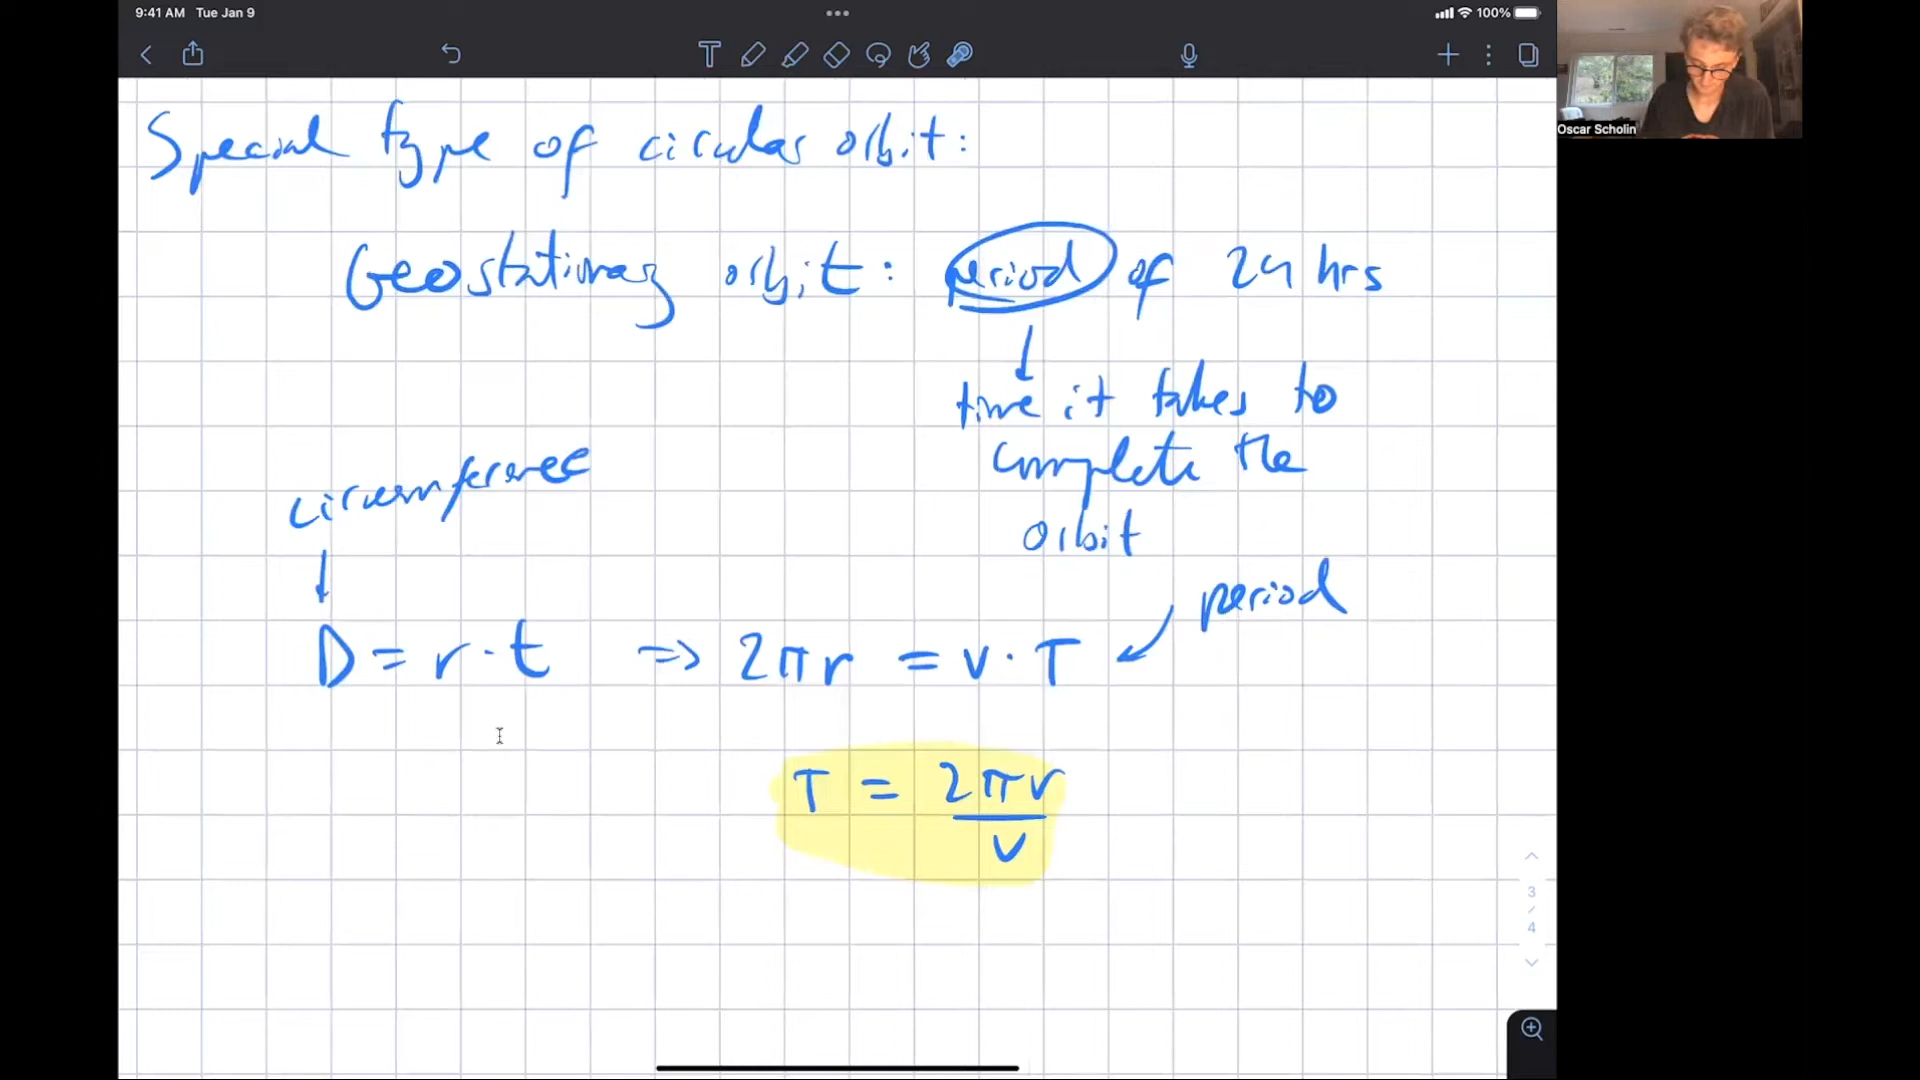 9:41 AM Tue Jan 9
100%
Oscar Scholin
Special type of circular orbit:
Geostationary orbit: period of 24 hrs
time it takes to
complete the
orbit
circumference
period
D = r · t ⇒ 2πr = v · T
T = 2πr
v
3
/
4